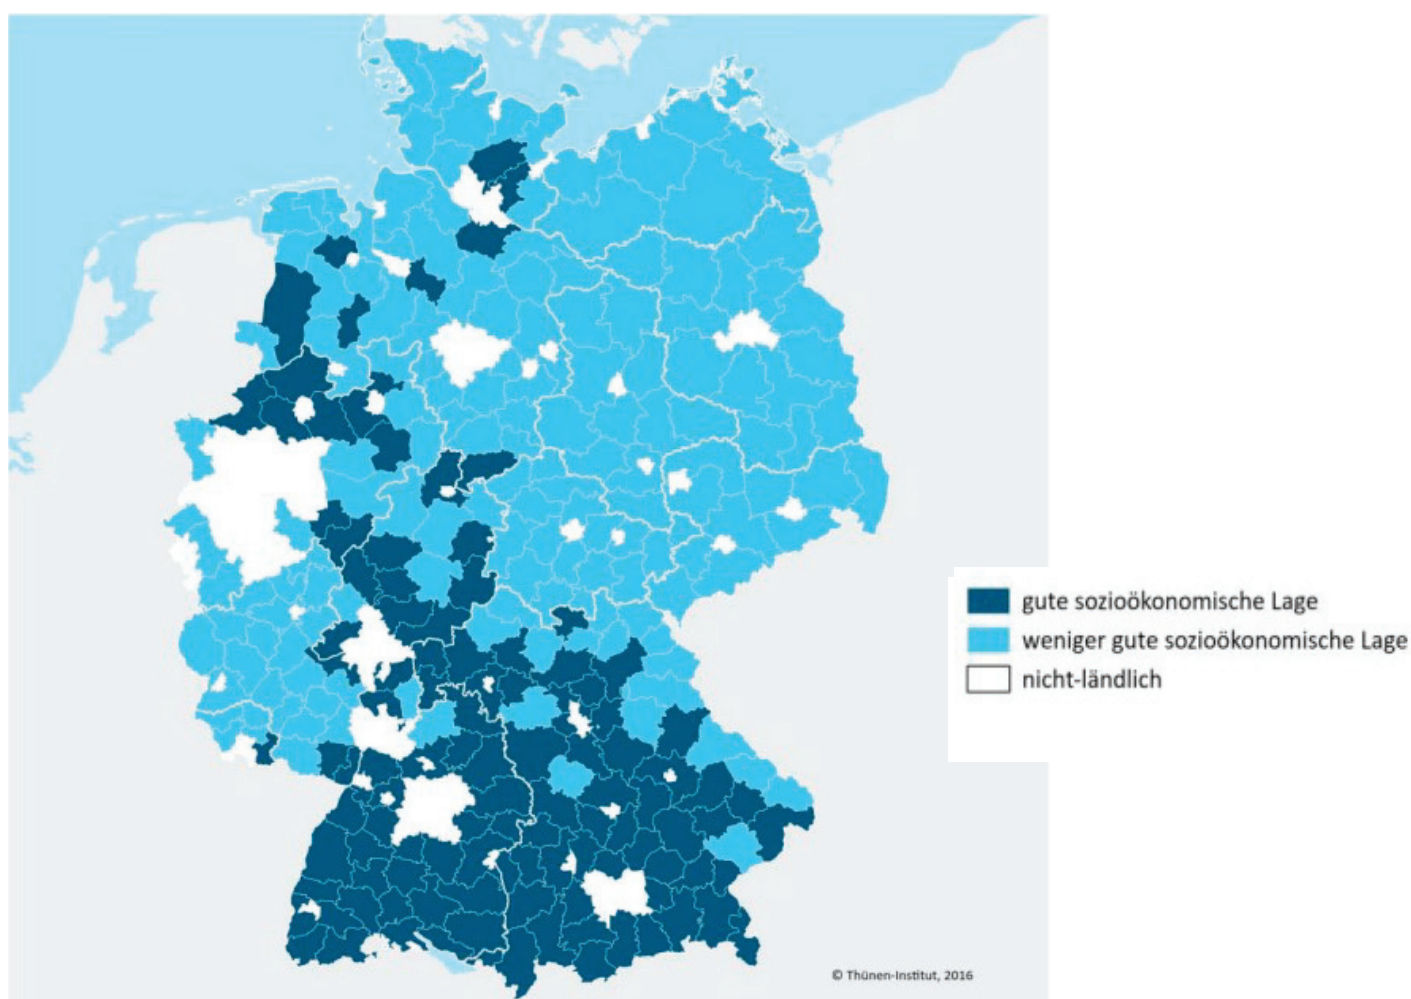 gute sozioökonomische Lage
weniger gute sozioökonomische Lage
nicht-ländlich
© Thünen-Institut, 2016